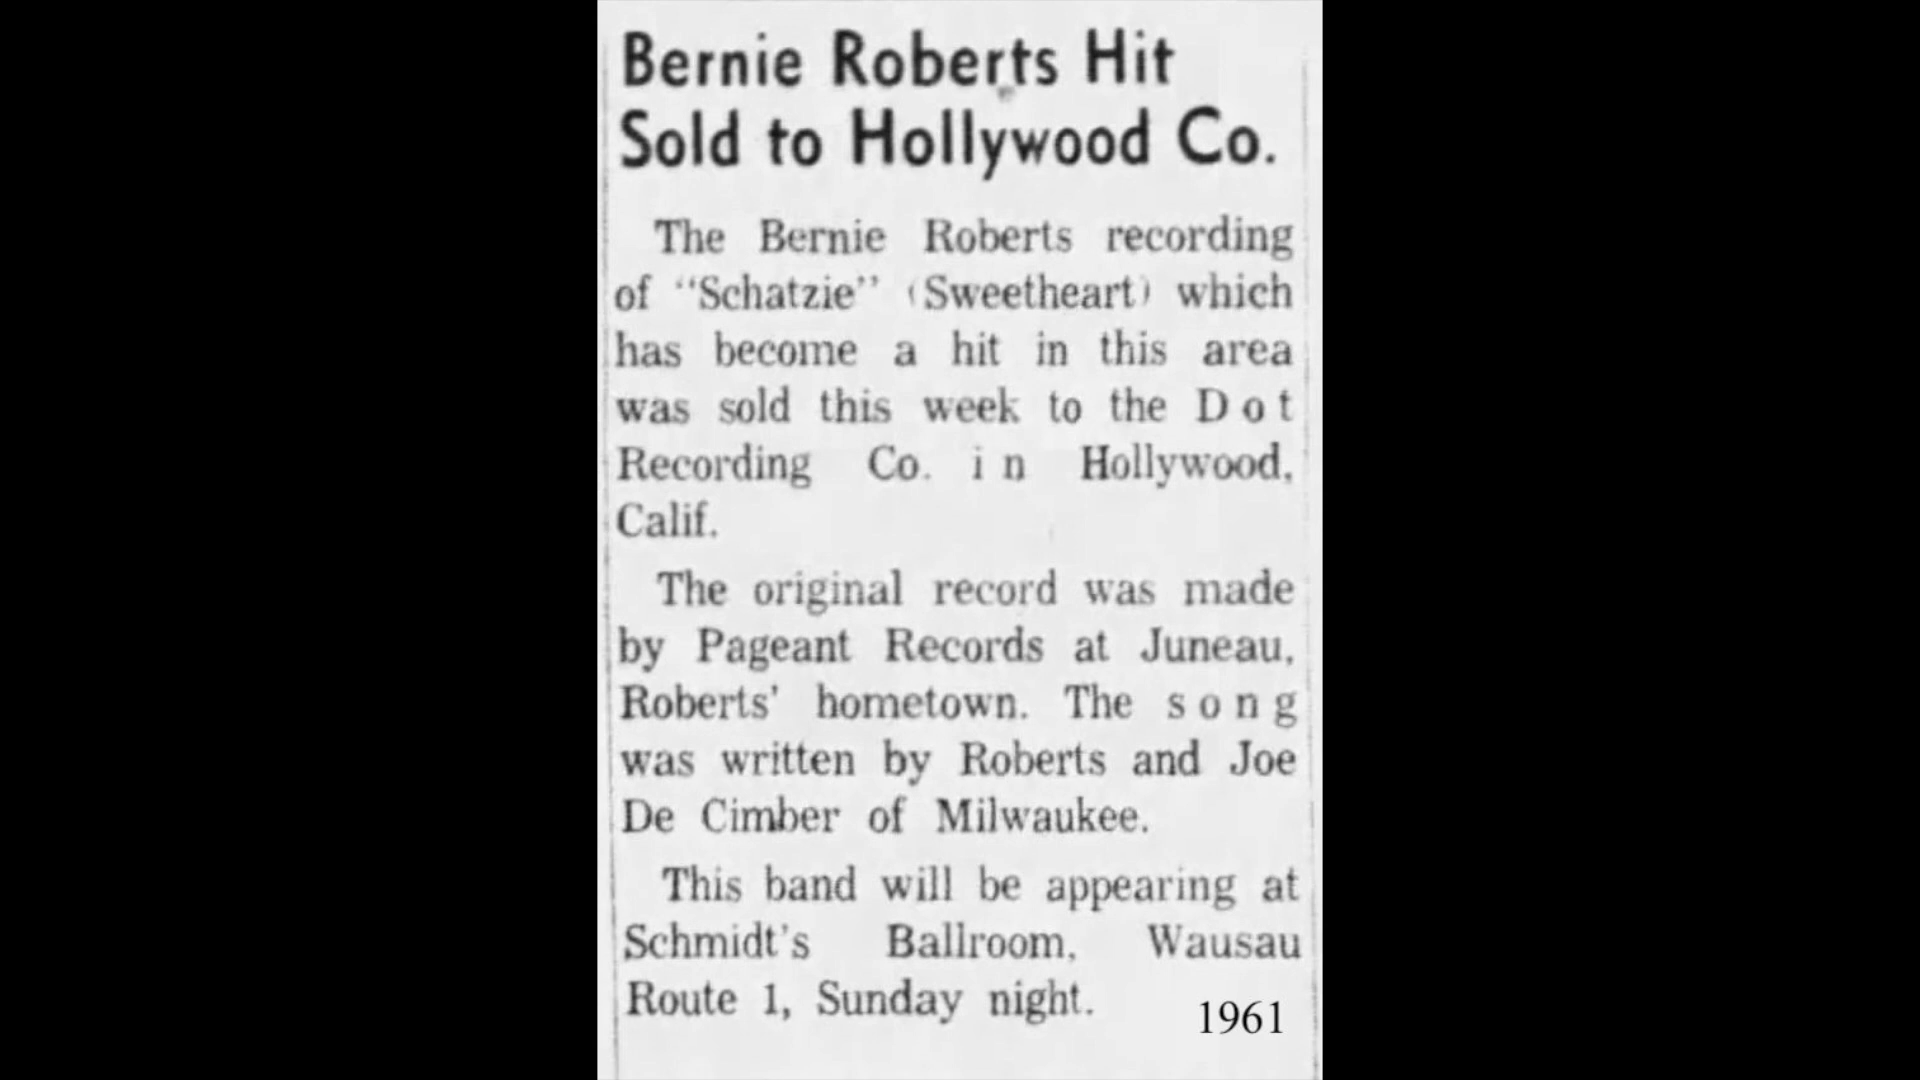 Bernie Roberts Hit
Sold to Hollywood Co.
The Bernie Roberts recording
of "Schatzie" (Sweetheart) which
has become a hit in this area
was sold this week to the Dot
Recording Co. in Hollywood,
Calif.
The original record was made
by Pageant Records at Juneau,
Roberts' hometown. The song
was written by Roberts and Joe
De Cimber of Milwaukee.
This band will be appearing at
Schmidt's Ballroom, Wausau
Route 1, Sunday night.
1961